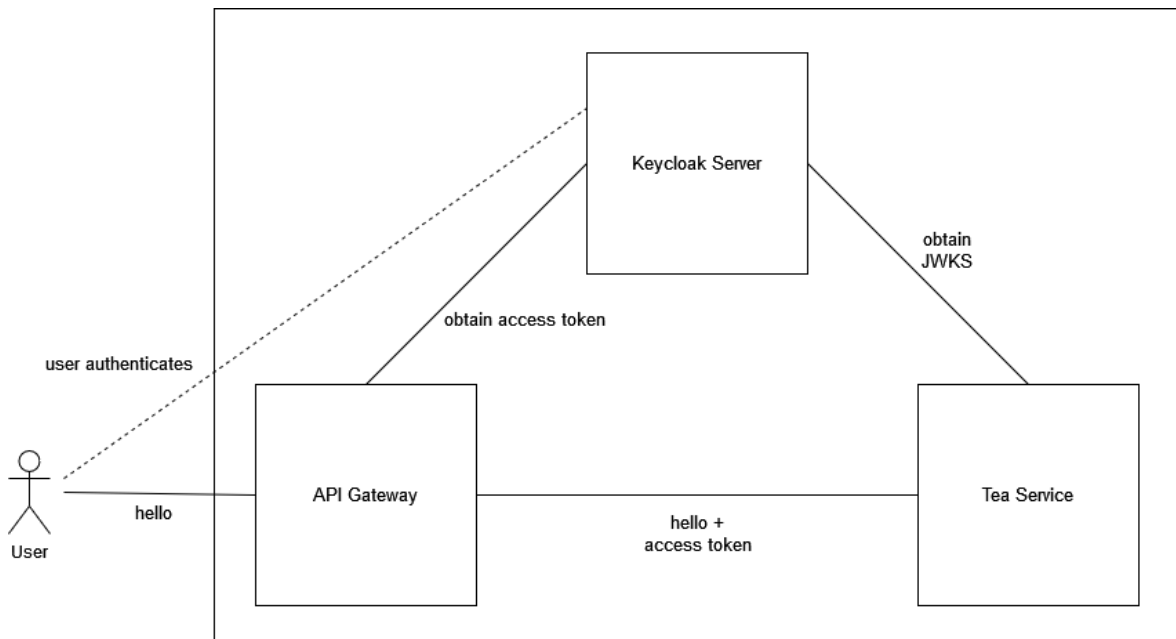 Keycloak Server
obtain
JWKS
obtain access token
user authenticates
API Gateway
Tea Service
hello
hello +
access token
User